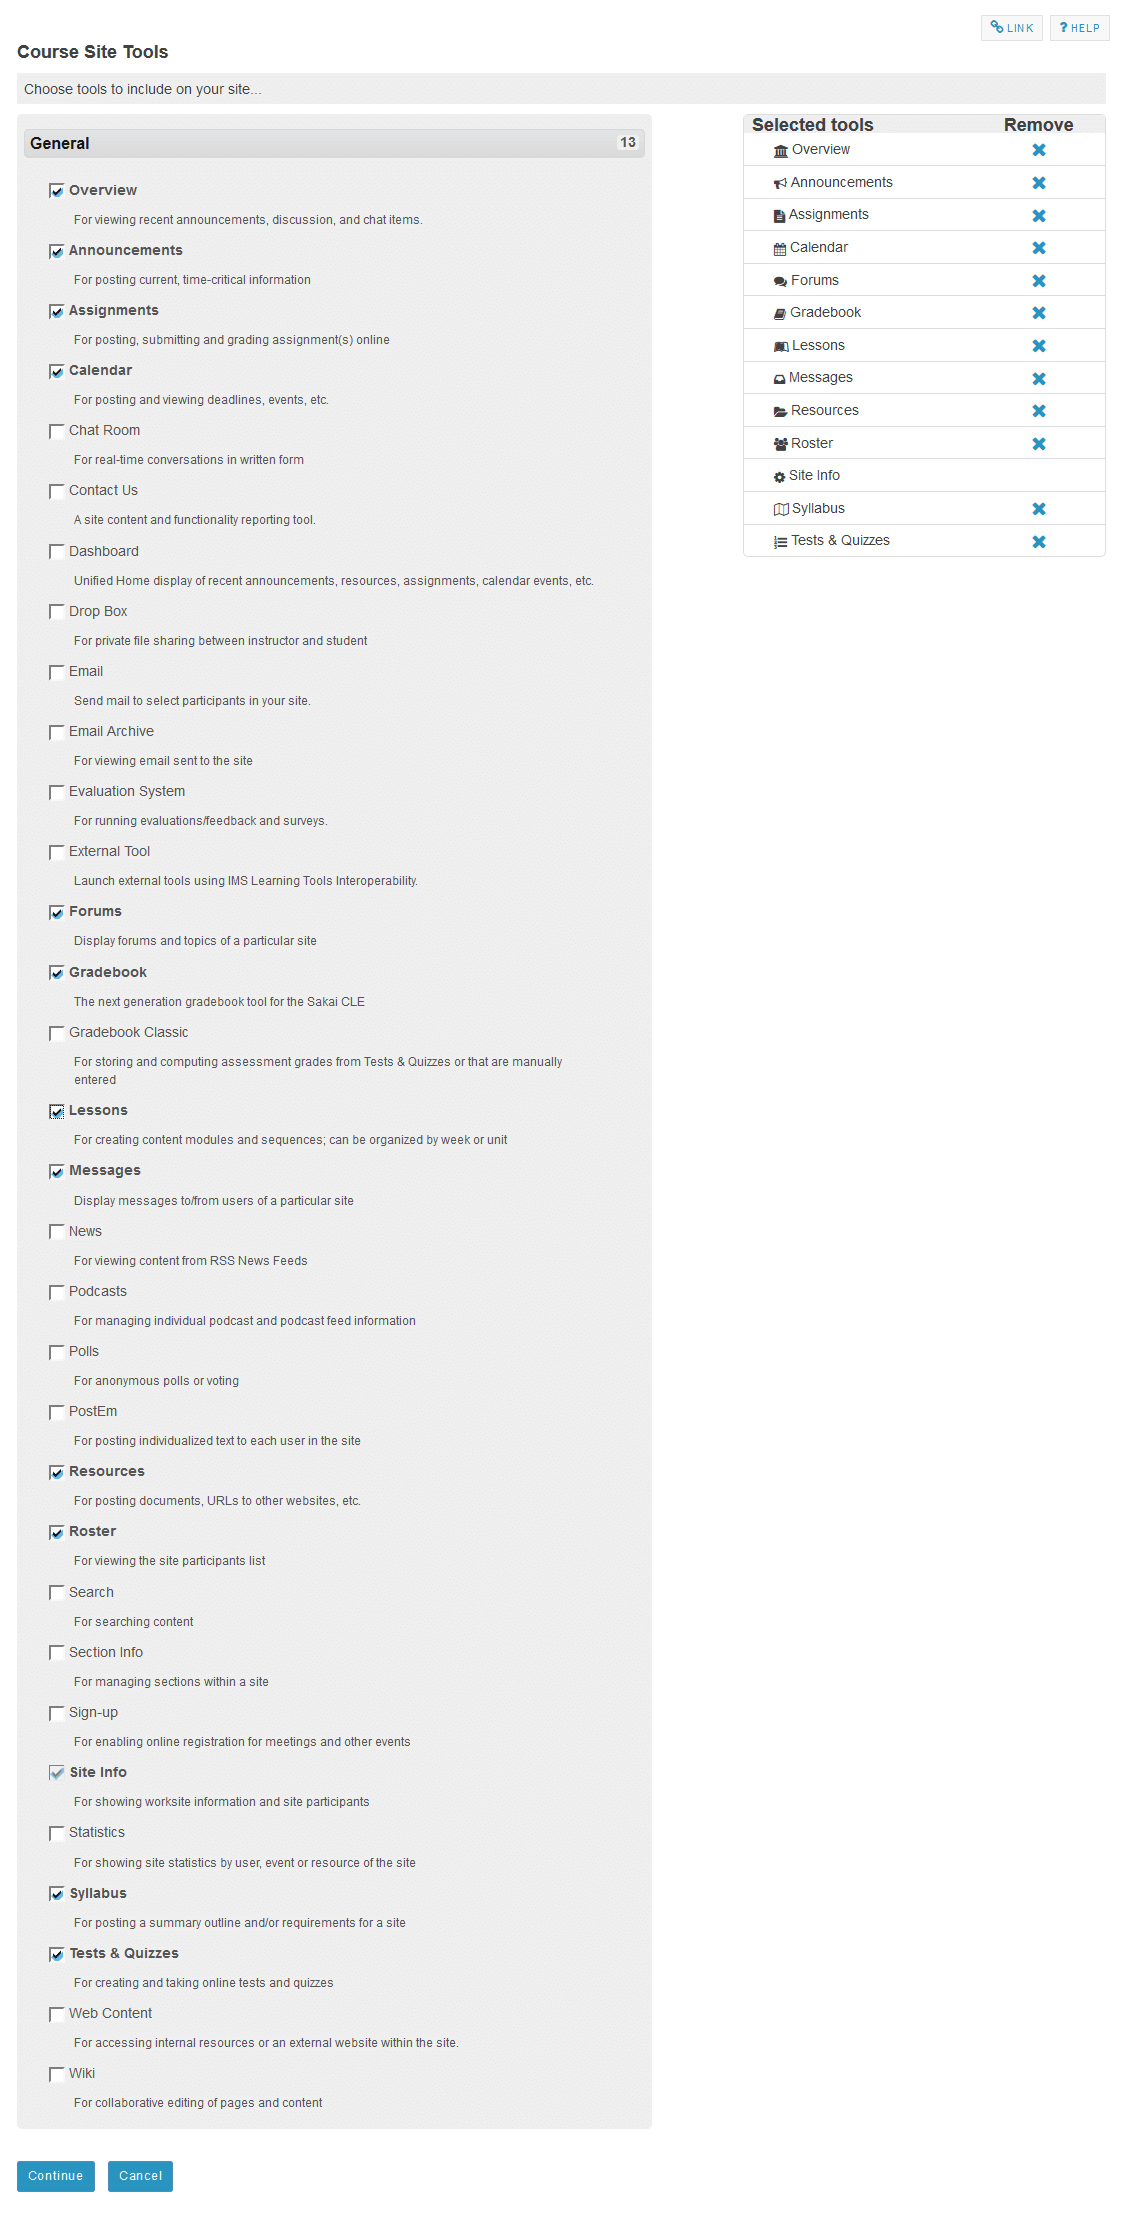 LINK
? HELP
Course Site Tools
Choose tools to include on your site...
General 13
Overview
For viewing recent announcements, discussion, and chat items.
Announcements
For posting current, time-critical information
Assignments
For posting, submitting and grading assignment(s) online
Calendar
For posting and viewing deadlines, events, etc.
Chat Room
For real-time conversations in written form
Contact Us
A site content and functionality reporting tool.
Dashboard
Unified Home display of recent announcements, resources, assignments, calendar events, etc.
Drop Box
For private file sharing between instructor and student
Email
Send mail to select participants in your site.
Email Archive
For viewing email sent to the site
Evaluation System
For running evaluations/feedback and surveys.
External Tool
Launch external tools using IMS Learning Tools Interoperability.
Forums
Display forums and topics of a particular site
Gradebook
The next generation gradebook tool for the Sakai CLE
Gradebook Classic
For storing and computing assessment grades from Tests & Quizzes or that are manually
entered
Lessons
For creating content modules and sequences; can be organized by week or unit
Messages
Display messages to/from users of a particular site
News
For viewing content from RSS News Feeds
Podcasts
For managing individual podcast and podcast feed information
Polls
For anonymous polls or voting
PostEm
For posting individualized text to each user in the site
Resources
For posting documents, URLs to other websites, etc.
Roster
For viewing the site participants list
Search
For searching content
Section Info
For managing sections within a site
Sign-up
For enabling online registration for meetings and other events
Site Info
For showing worksite information and site participants
Statistics
For showing site statistics by user, event or resource of the site
Syllabus
For posting a summary outline and/or requirements for a site
Tests & Quizzes
For creating and taking online tests and quizzes
Web Content
For accessing internal resources or an external website within the site.
Wiki
For collaborative editing of pages and content
Selected tools Remove
Overview
Announcements
Assignments
Calendar
Forums
Gradebook
Lessons
Messages
Resources
Roster
Site Info
Syllabus
Tests & Quizzes
Continue
Cancel